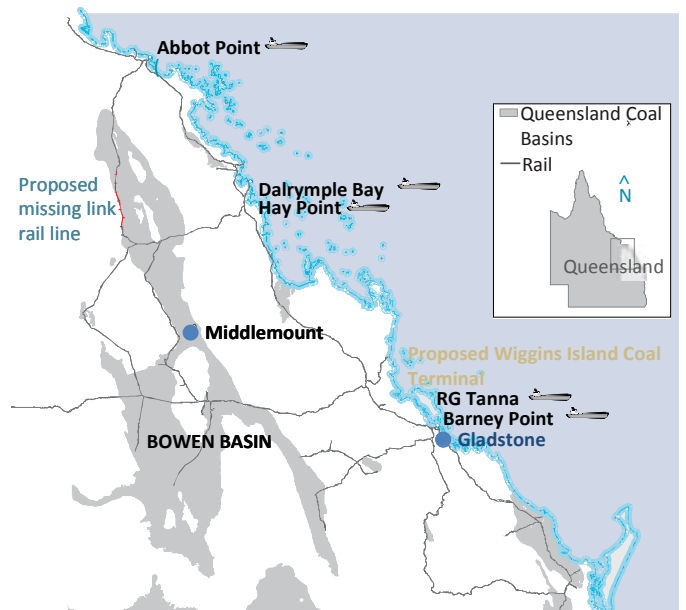 Abbot Point
Queensland Coal
Basins
Rail
N
Queensland
Proposed
missing link
rail line
Dalrymple Bay
Hay Point
Middlemount
Proposed Wiggins Island Coal
Terminal
RG Tanna
Barney Point
Gladstone
BOWEN BASIN